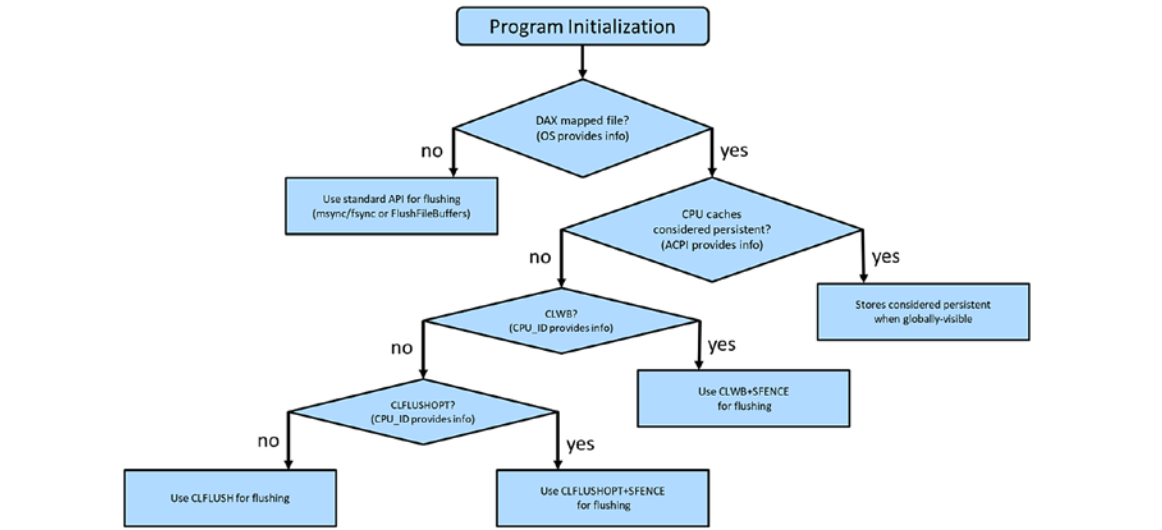 Program Initialization
DAX mapped file?
(OS provides info)
no
yes
Use standard API for flushing
(msync/fsync or FlushFileBuffers)
CPU caches
considered persistent?
(ACPI provides info)
no
yes
Stores considered persistent
when globally-visible
CLWB?
(CPU_ID provides info)
no
yes
Use CLWB+SFENCE
for flushing
CLFLUSHOPT?
(CPU_ID provides info)
no
yes
Use CLFLUSH for flushing
Use CLFLUSHOPT+SFENCE
for flushing